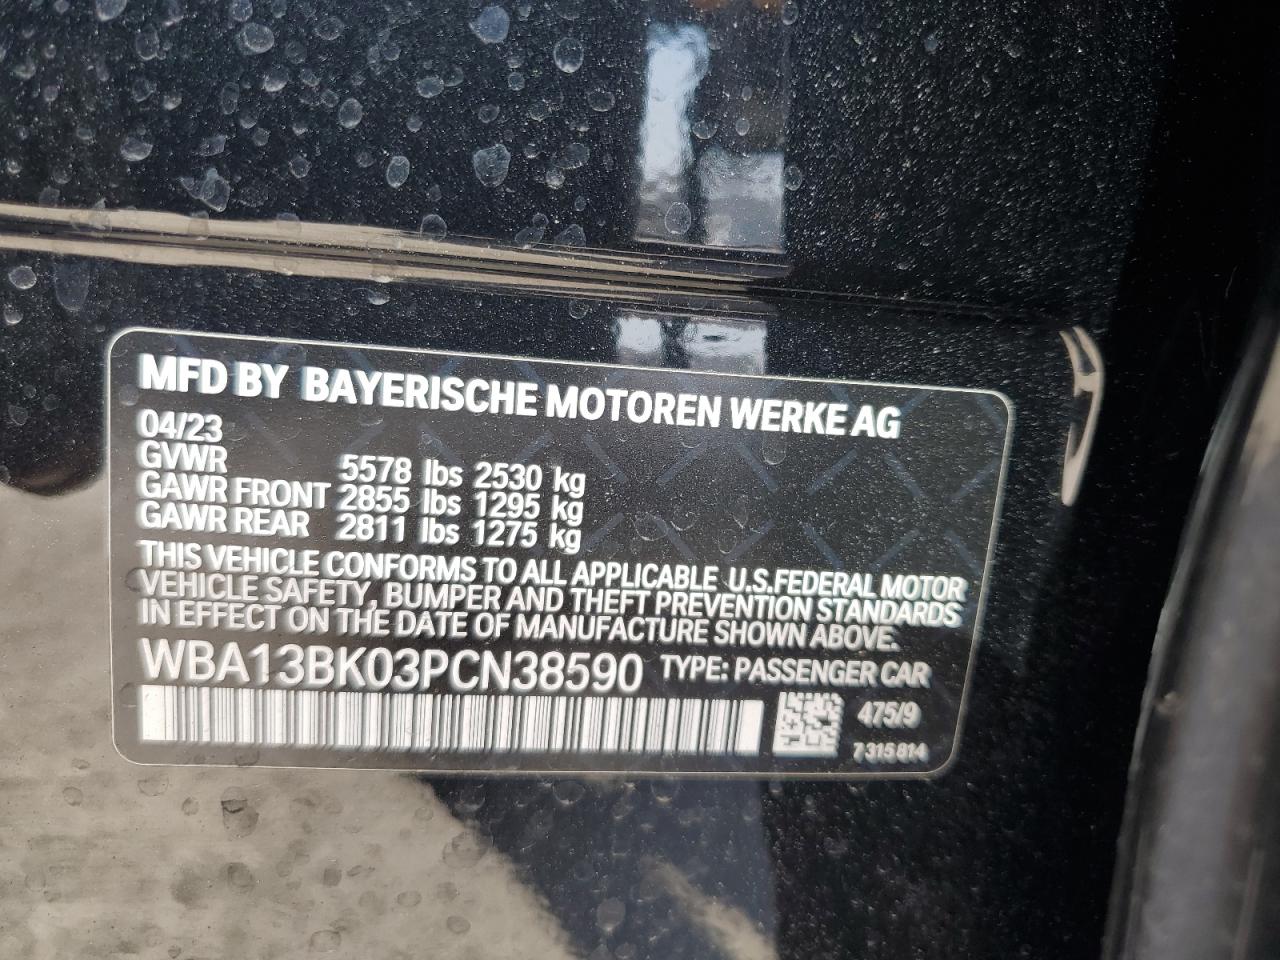 MFD BY BAYERISCHE MOTOREN WERKE AG
04/23
GVWR 5578 lbs 2530 kg
GAWR FRONT 2855 lbs 1295 kg
GAWR REAR 2811 lbs 1275 kg
THIS VEHICLE CONFORMS TO ALL APPLICABLE U.S.FEDERAL MOTOR
VEHICLE SAFETY, BUMPER AND THEFT PREVENTION STANDARDS
IN EFFECT ON THE DATE OF MANUFACTURE SHOWN ABOVE.
WBA13BK03PCN38590 TYPE: PASSENGER CAR
475/9
7 315 814